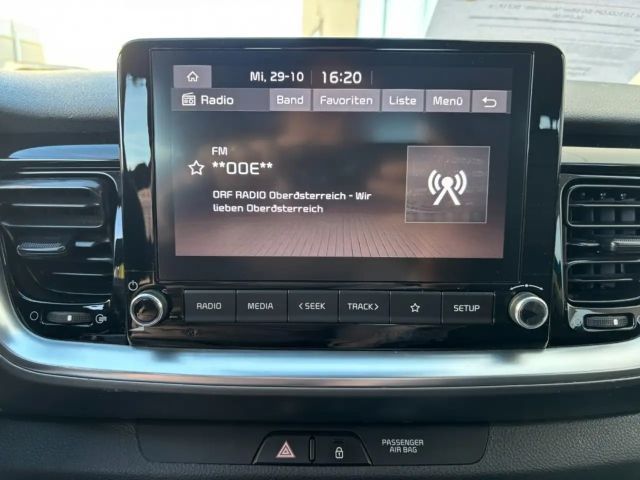 Mi, 29-10 16:20
Radio Band Favoriten Liste Menü
FM
**OOE**
ORF RADIO Oberösterreich - Wir
lieben Oberösterreich
RADIO MEDIA < SEEK TRACK > SETUP
PASSENGER
AIR BAG